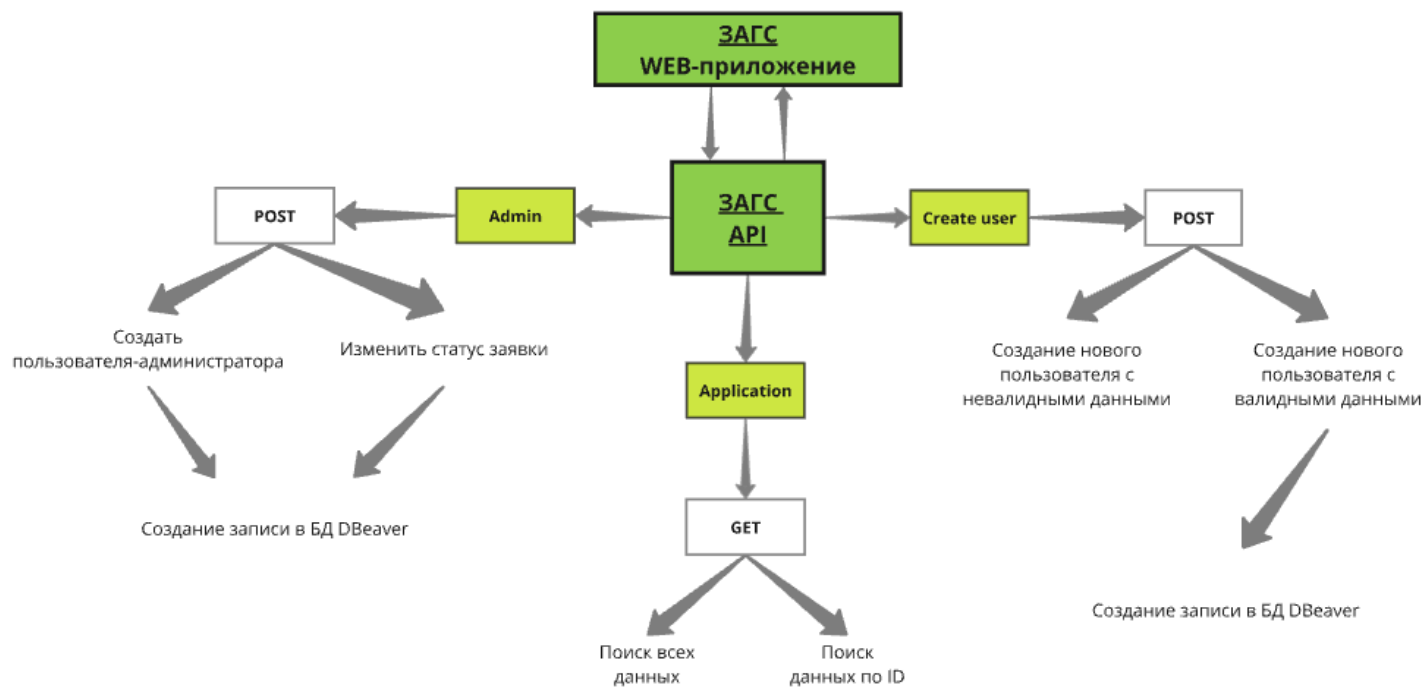 ЗАГС
WEB-приложение
POST
Admin
ЗАГС
API
Create user
POST
Создать
пользователя-администратора
Изменить статус заявки
Application
Создание нового
пользователя с
невалидными данными
Создание нового
пользователя с
валидными данными
Создание записи в БД DBeaver
GET
Создание записи в БД DBeaver
Поиск всех
данных
Поиск
данных по ID